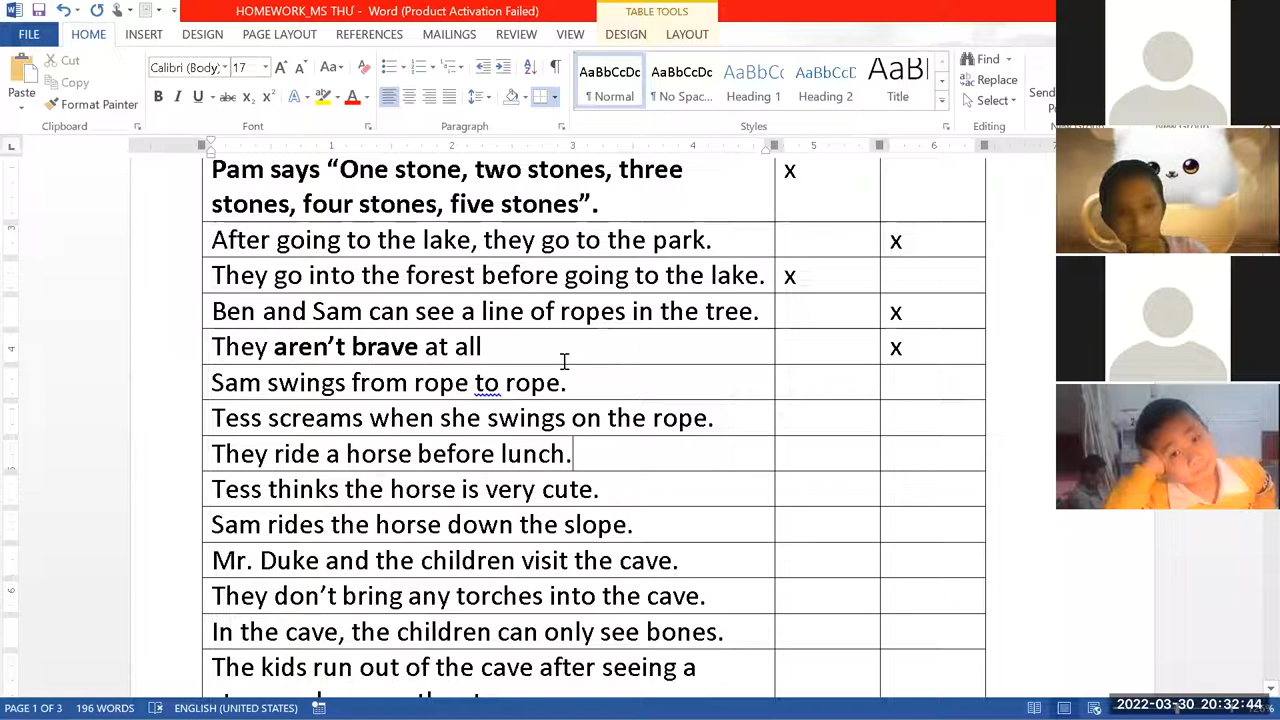 HOMEWORK_MS THU - Word (Product Activation Failed)
TABLE TOOLS
FILE HOME INSERT DESIGN PAGE LAYOUT REFERENCES MAILINGS REVIEW VIEW DESIGN LAYOUT
Paste
Cut
Copy
Format Painter
Clipboard
Calibri (Body) 17
Font
Paragraph
AaBbCcDc AaBbCcDc AaBbCc AaBbCcD
¶ Normal ¶ No Spac... Heading 1 Heading 2 Title
Styles
Find
Replace
Select
Editing
Pam says “One stone, two stones, three x
stones, four stones, five stones”.
After going to the lake, they go to the park. x
They go into the forest before going to the lake. x
Ben and Sam can see a line of ropes in the tree. x
They aren’t brave at all x
Sam swings from rope to rope.
Tess screams when she swings on the rope.
They ride a horse before lunch.
Tess thinks the horse is very cute.
Sam rides the horse down the slope.
Mr. Duke and the children visit the cave.
They don’t bring any torches into the cave.
In the cave, the children can only see bones.
The kids run out of the cave after seeing a
PAGE 1 OF 3 196 WORDS ENGLISH (UNITED STATES)
2022-03-30 20:32:44